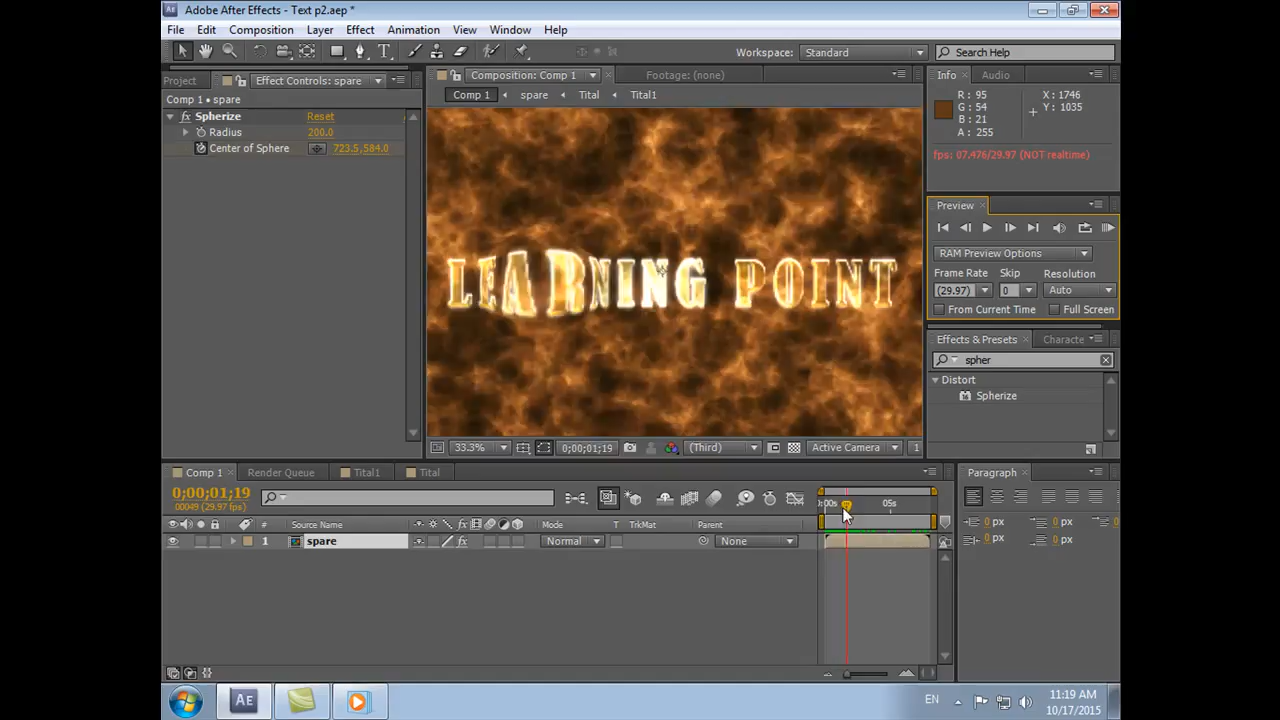 Adobe After Effects - Text p2.aep *
File Edit Composition Layer Effect Animation View Window Help
Workspace: Standard Search Help
Project Effect Controls: spare
Comp 1 • spare
Spherize Reset
Radius 200.0
Center of Sphere 723.5, 584.0
Composition: Comp 1 Footage: (none)
Comp 1 spare Title Title1
LEARNING POINT
33.3% 0;00;01;19 (Third) Active Camera 1
Info Audio
R: 95 X: 1746
G: 54 Y: 1035
B: 21
A: 255
fps: 07.476/29.97 (NOT realtime)
Preview
RAM Preview Options
Frame Rate Skip Resolution
(29.97) 0 Auto
From Current Time Full Screen
Effects & Presets Characte
spher
Distort
Spherize
Comp 1 Render Queue Tital1 Tital
0;00;01;19
00049 (29.97 fps)
# Source Name Mode T TrkMat Parent
1 spare Normal None
:00s 05s
Paragraph
0 px 0 px 0
0 px 0 px
EN 11:19 AM
10/17/2015